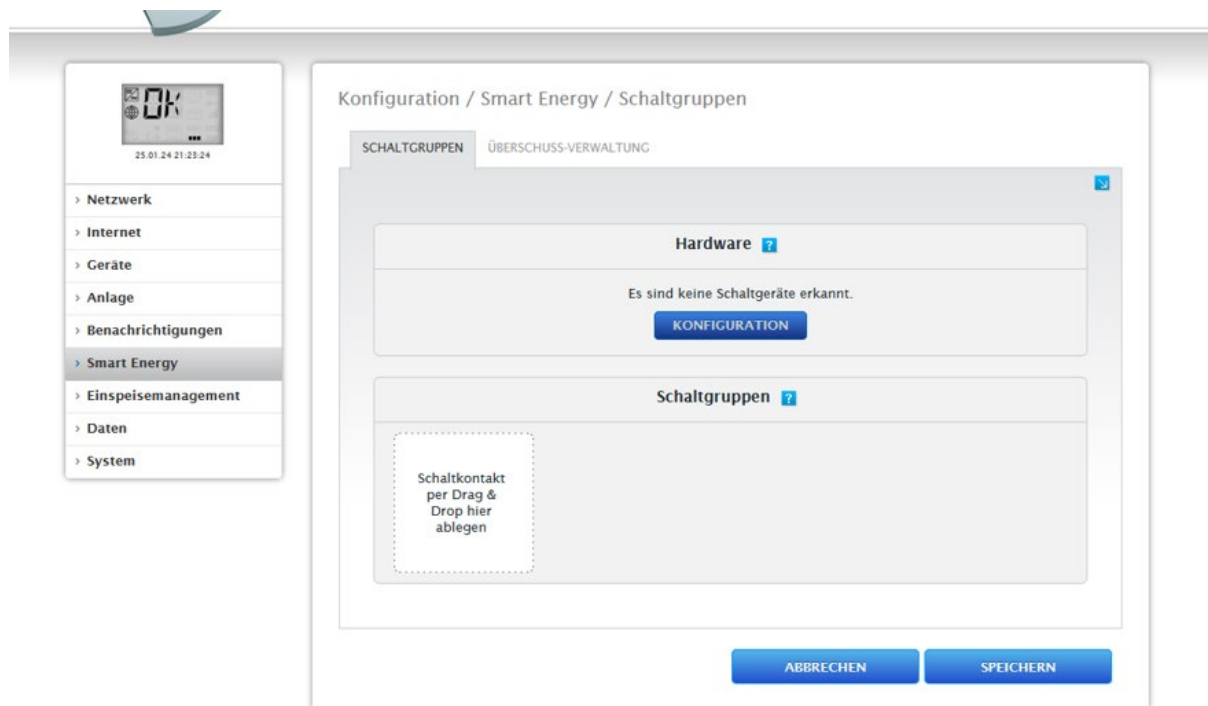 OK
25.01.24 21:23:24
› Netzwerk
› Internet
› Geräte
› Anlage
› Benachrichtigungen
› Smart Energy
› Einspeisemanagement
› Daten
› System
Konfiguration / Smart Energy / Schaltgruppen
SCHALTGRUPPEN ÜBERSCHUSS-VERWALTUNG
Hardware ?
Es sind keine Schaltgeräte erkannt.
KONFIGURATION
Schaltgruppen ?
Schaltkontakt
per Drag &
Drop hier
ablegen
ABBRECHEN SPEICHERN